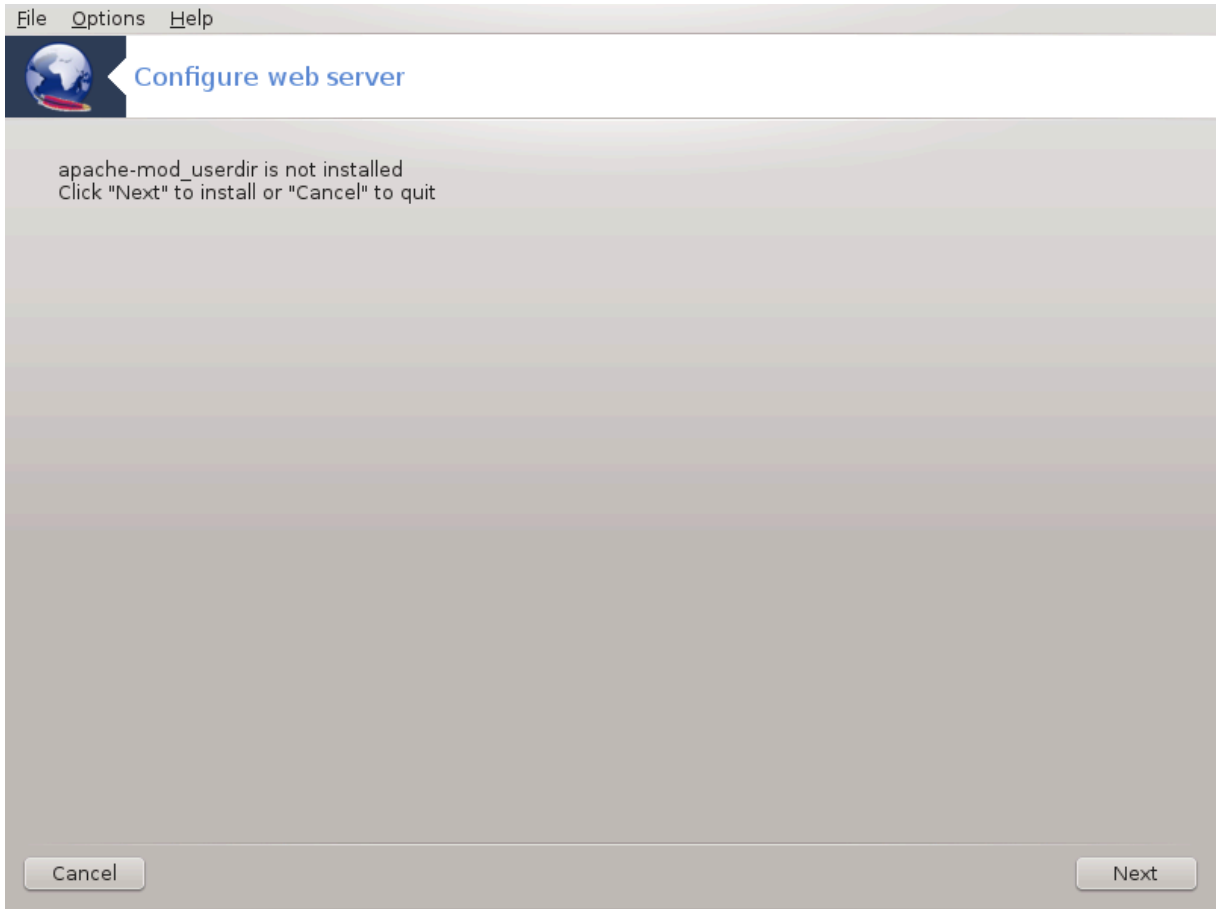 File Options Help
Configure web server
apache-mod_userdir is not installed
Click "Next" to install or "Cancel" to quit
Cancel Next